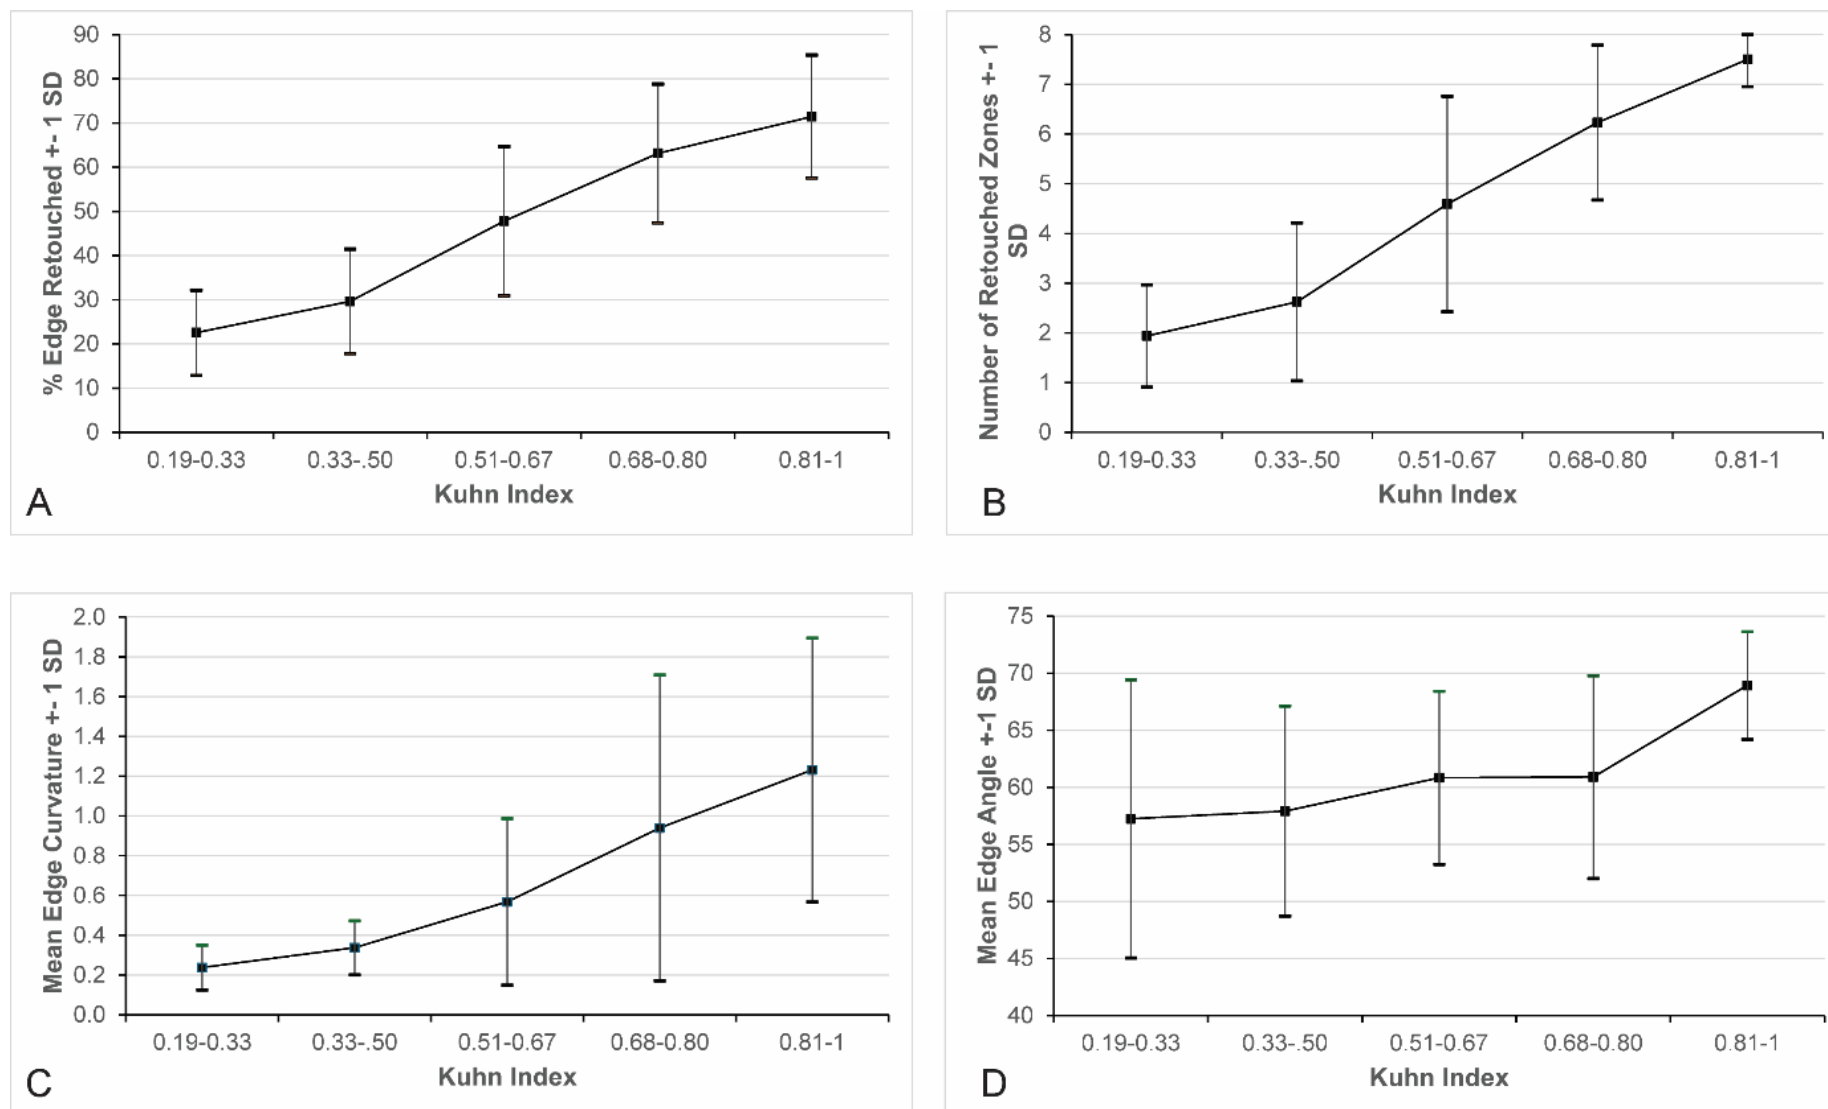 % Edge Retouched +- 1 SD
90
80
70
60
50
40
30
20
10
0
0.19-0.33 0.33-.50 0.51-0.67 0.68-0.80 0.81-1
Kuhn Index
A
Number of Retouched Zones +- 1
SD
8
7
6
5
4
3
2
1
0
0.19-0.33 0.33-.50 0.51-0.67 0.68-0.80 0.81-1
Kuhn Index
B
Mean Edge Curvature +- 1 SD
2.0
1.8
1.6
1.4
1.2
1.0
0.8
0.6
0.4
0.2
0.0
0.19-0.33 0.33-.50 0.51-0.67 0.68-0.80 0.81-1
Kuhn Index
C
Mean Edge Angle +-1 SD
75
70
65
60
55
50
45
40
0.19-0.33 0.33-.50 0.51-0.67 0.68-0.80 0.81-1
Kuhn Index
D